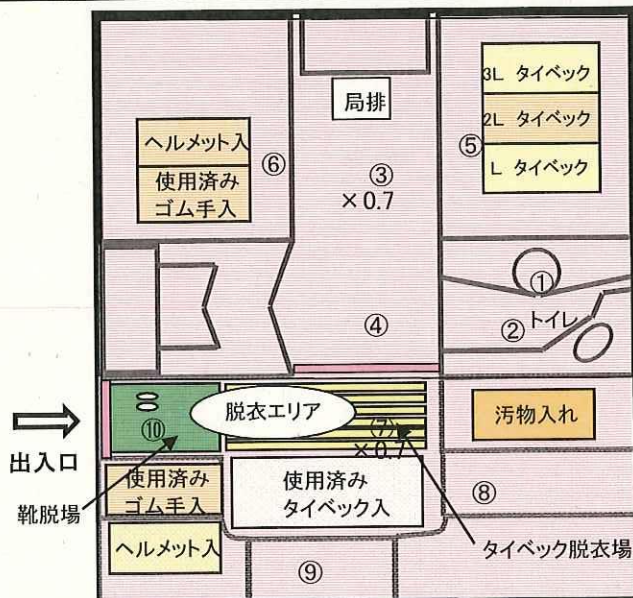 局排
3L タイベック
2L タイベック
L タイベック
⑤
ヘルメット入
使用済み
ゴム手入
⑥
③
×0.7
①
②
トイレ
④
出入口
⑩
脱衣エリア
⑦
×0.7
汚物入れ
使用済み
ゴム手入
使用済み
タイベック入
⑧
靴脱場
ヘルメット入
タイベック脱衣場
⑨